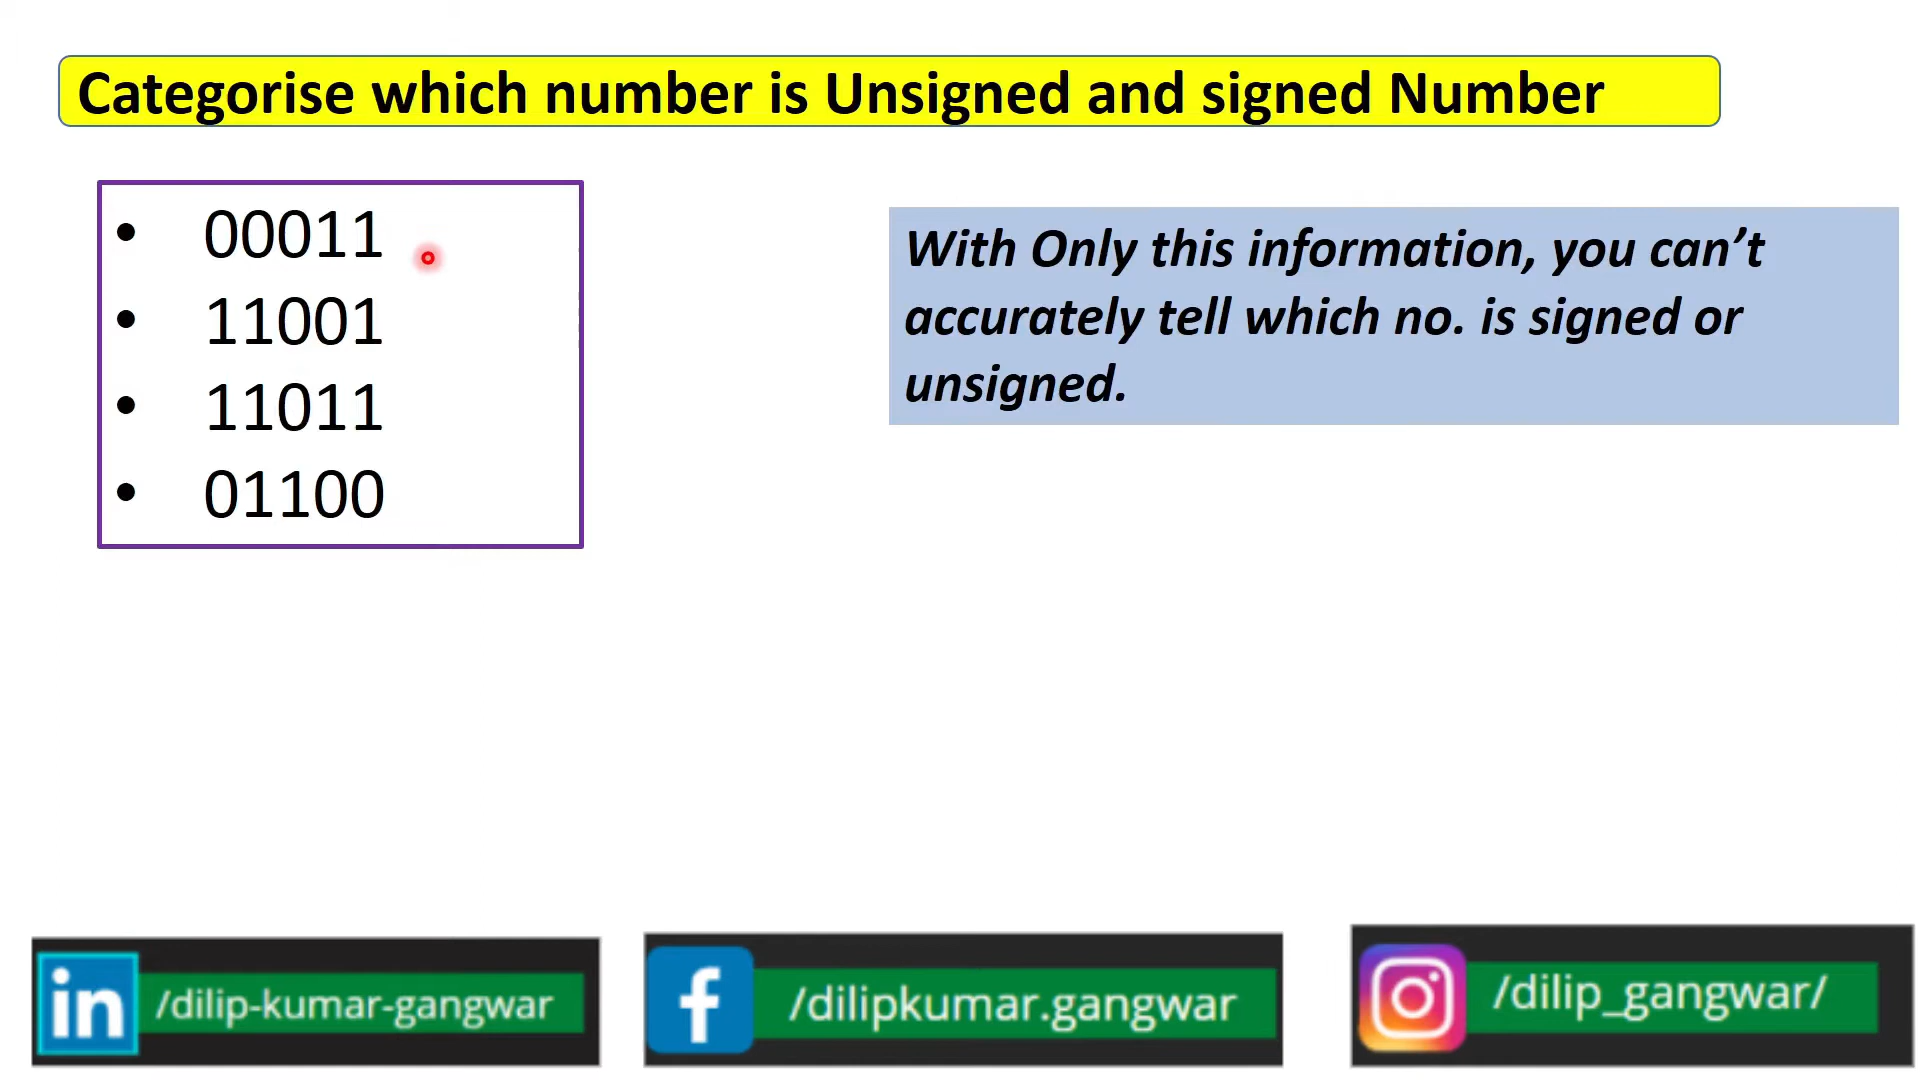 Categorise which number is Unsigned and signed Number
• 00011
• 11001
• 11011
• 01100
With Only this information, you can’t
accurately tell which no. is signed or
unsigned.
in /dilip-kumar-gangwar
f /dilipkumar.gangwar
/dilip_gangwar/